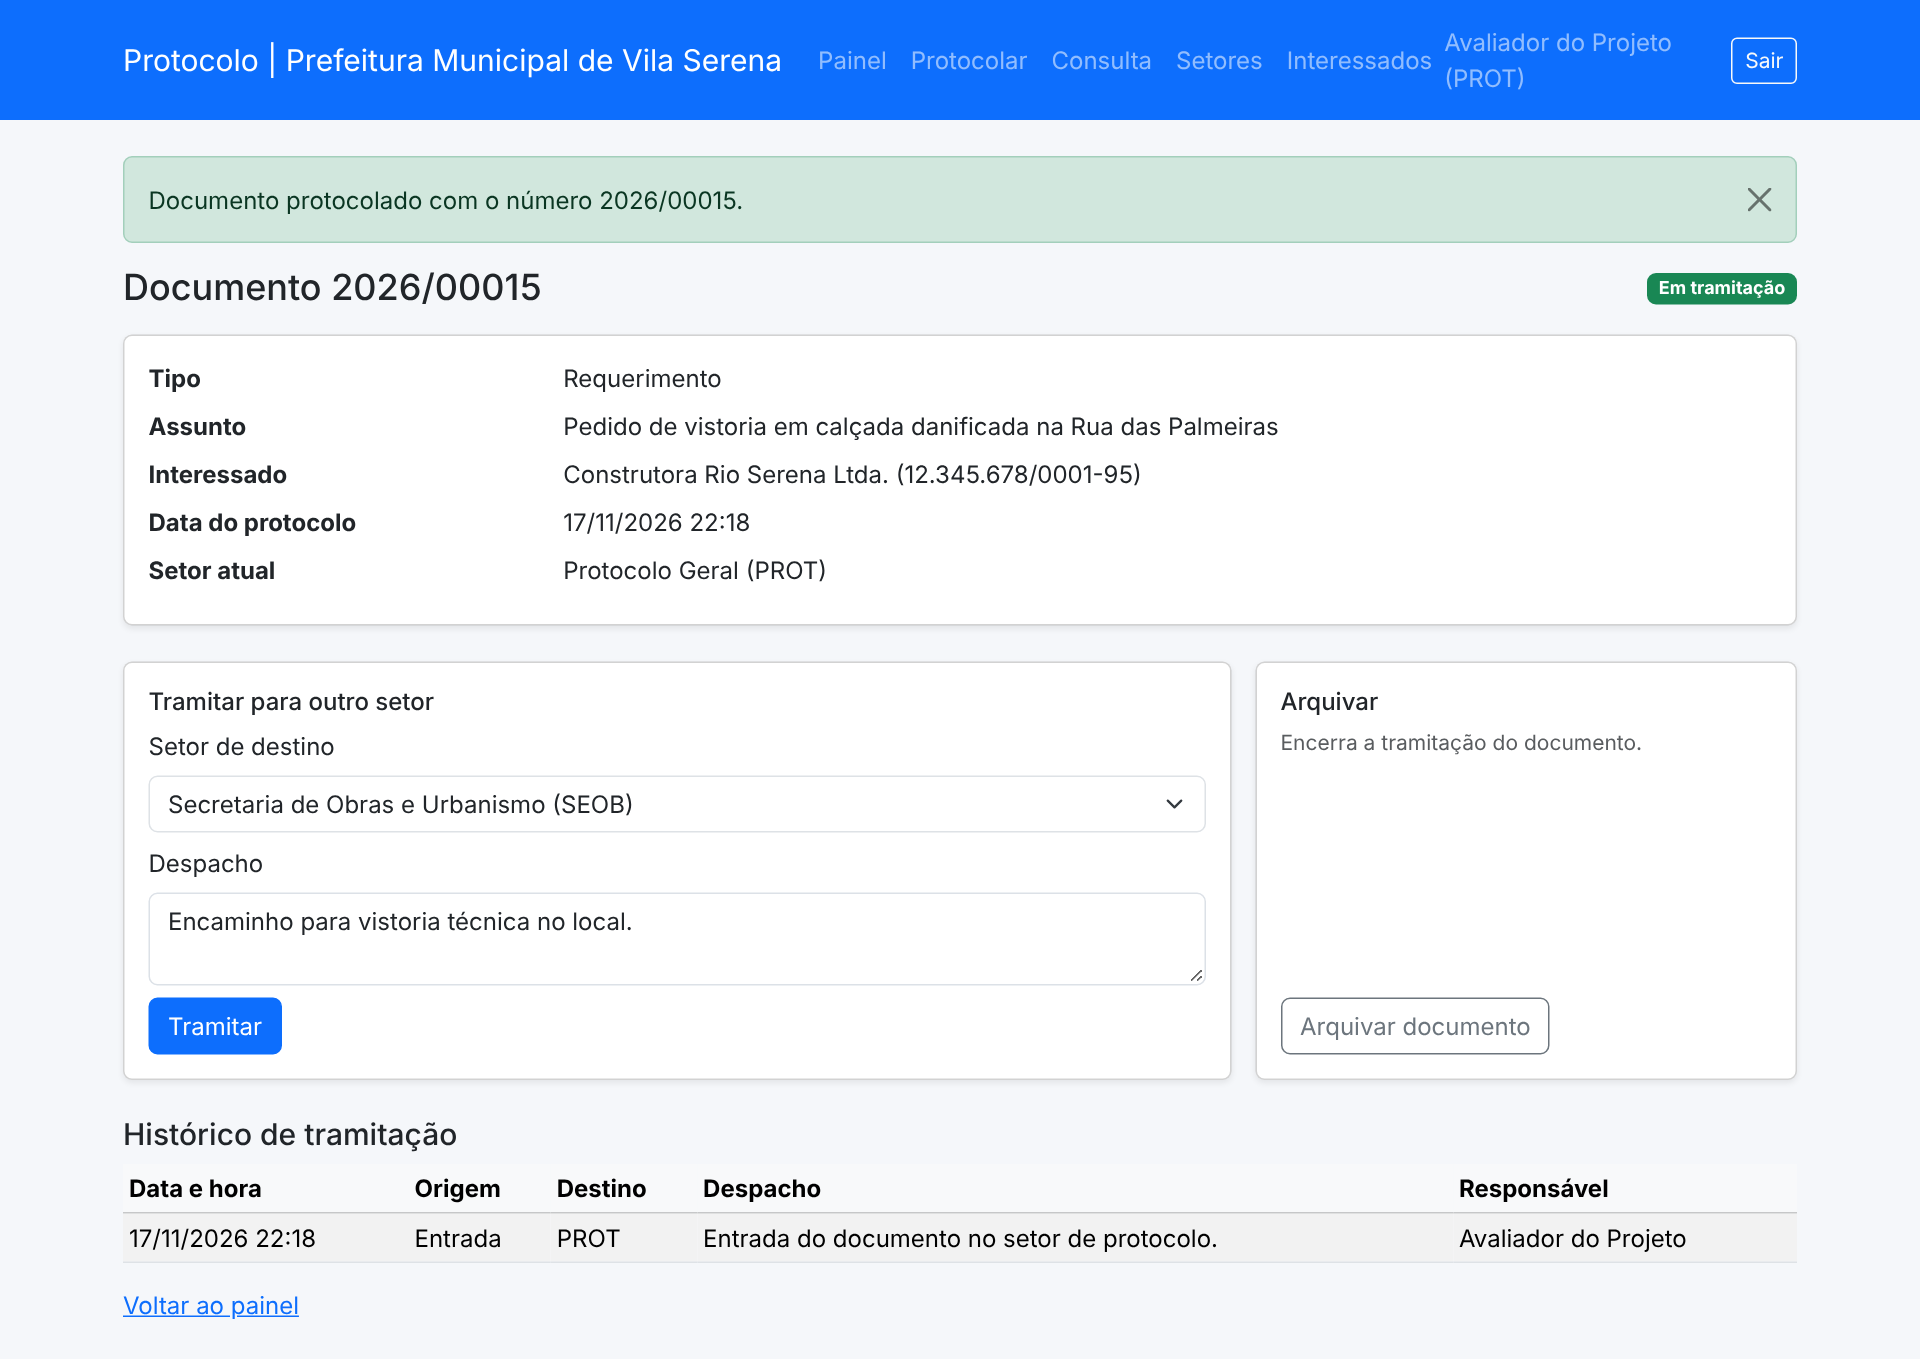 Protocolo | Prefeitura Municipal de Vila Serena
Painel
Protocolar
Consulta
Setores
Interessados
Avaliador do Projeto
(PROT)
Sair
Documento protocolado com o número 2026/00015.
Documento 2026/00015
Em tramitação
Tipo Requerimento
Assunto Pedido de vistoria em calçada danificada na Rua das Palmeiras
Interessado Construtora Rio Serena Ltda. (12.345.678/0001-95)
Data do protocolo 17/11/2026 22:18
Setor atual Protocolo Geral (PROT)
Tramitar para outro setor
Setor de destino
Secretaria de Obras e Urbanismo (SEOB)
Despacho
Encaminho para vistoria técnica no local.
Tramitar
Arquivar
Encerra a tramitação do documento.
Arquivar documento
Histórico de tramitação
Data e hora Origem Destino Despacho Responsável
17/11/2026 22:18 Entrada PROT Entrada do documento no setor de protocolo. Avaliador do Projeto
Voltar ao painel